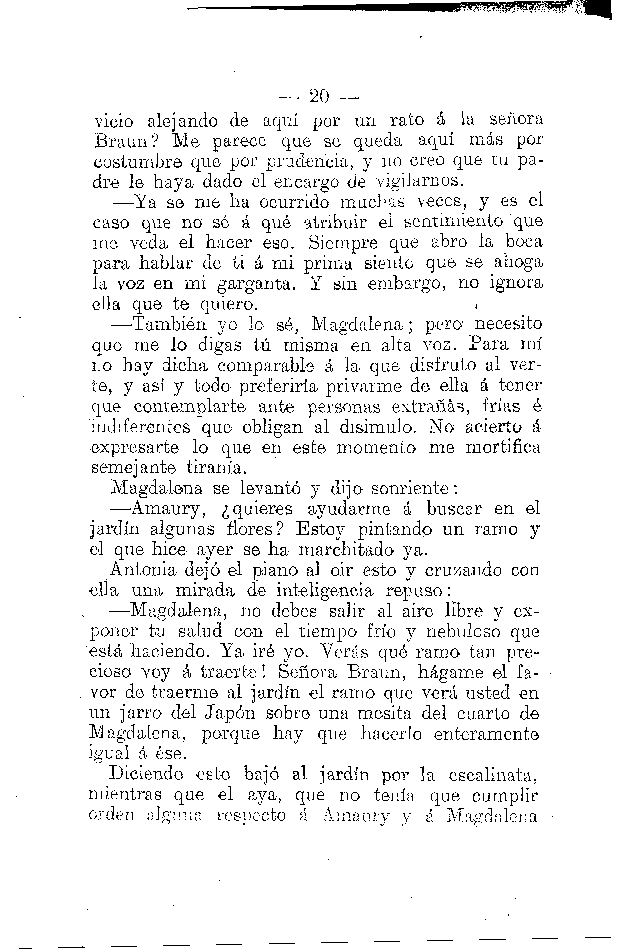 — 20 —
vicio alejando de aquí por un rato á la señora
Braun? Me parece que se queda aquí más por
costumbre que por prudencia, y no creo que tu pa-
dre le haya dado el encargo de vigilarnos.
—Ya se me ha ocurrido muchas veces, y es el
caso que no sé á qué atribuir el sentimiento que
me veda el hacer eso. Siempre que abro la boca
para hablar de ti á mi prima siento que se ahoga
la voz en mi garganta. Y sin embargo, no ignora
ella que te quiero.
—También yo lo sé, Magdalena; pero necesito
que me lo digas tú misma en alta voz. Para mí
no hay dicha comparable á la que disfruto al ver-
te, y así y todo preferiría privarme de ella á tener
que contemplarte ante personas extrañás, frías é
indiferentes que obligan al disimulo. No acierto á
expresarte lo que en este momento me mortifica
semejante tiranía.
Magdalena se levantó y dijo sonriente:
—Amaury, ¿quieres ayudarme á buscar en el
jardín algunas flores? Estoy pintando un ramo y
el que hice ayer se ha marchitado ya.
Antonia dejó el piano al oir esto y cruzando con
ella una mirada de inteligencia repuso:
—Magdalena, no debes salir al aire libre y ex-
poner tu salud con el tiempo frío y nebuloso que
está haciendo. Ya iré yo. Verás qué ramo tan pre-
cioso voy á traerte! Señora Braun, hágame el fa-
vor de traerme al jardín el ramo que verá usted en
un jarro del Japón sobre una mesita del cuarto de
Magdalena, porque hay que hacerlo enteramente
igual á ése.
Diciendo esto bajó al jardín por la escalinata,
mientras que el aya, que no tenía que cumplir
orden alguna respecto á Amaury y á Magdalena